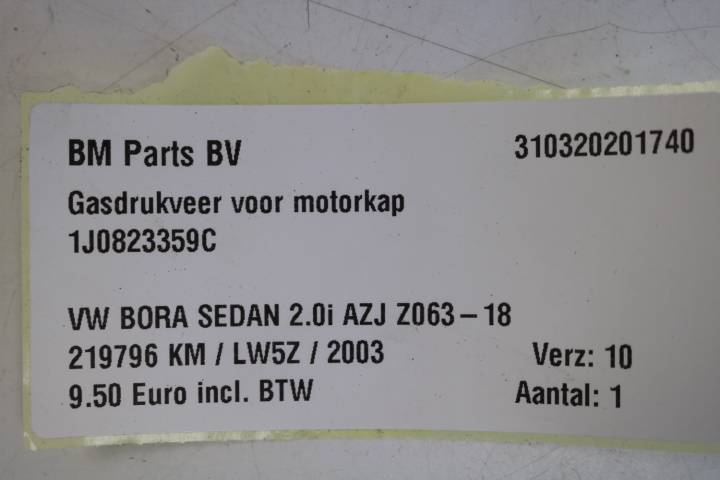 BM Parts BV 310320201740
Gasdrukveer voor motorkap
1J0823359C
VW BORA SEDAN 2.0i AZJ Z063-18
219796 KM / LW5Z / 2003 Verz: 10
9.50 Euro incl. BTW Aantal: 1